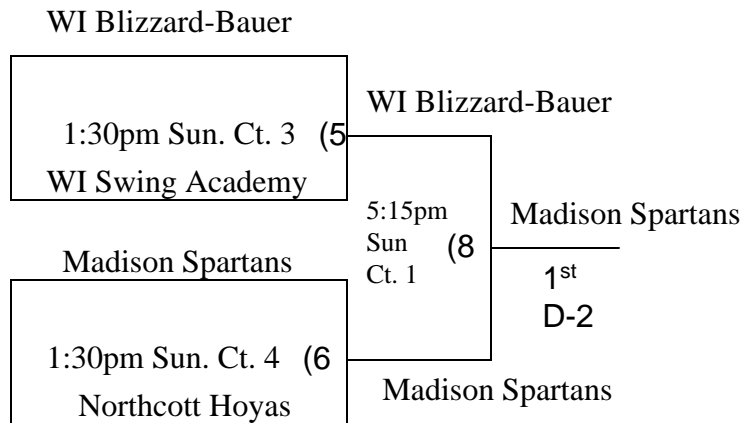 WI Blizzard-Bauer
WI Blizzard-Bauer
1:30pm Sun. Ct. 3 (5
WI Swing Academy
5:15pm
Sun (8
Ct. 1
Madison Spartans
1st
D-2
Madison Spartans
1:30pm Sun. Ct. 4 (6
Madison Spartans
Northcott Hoyas